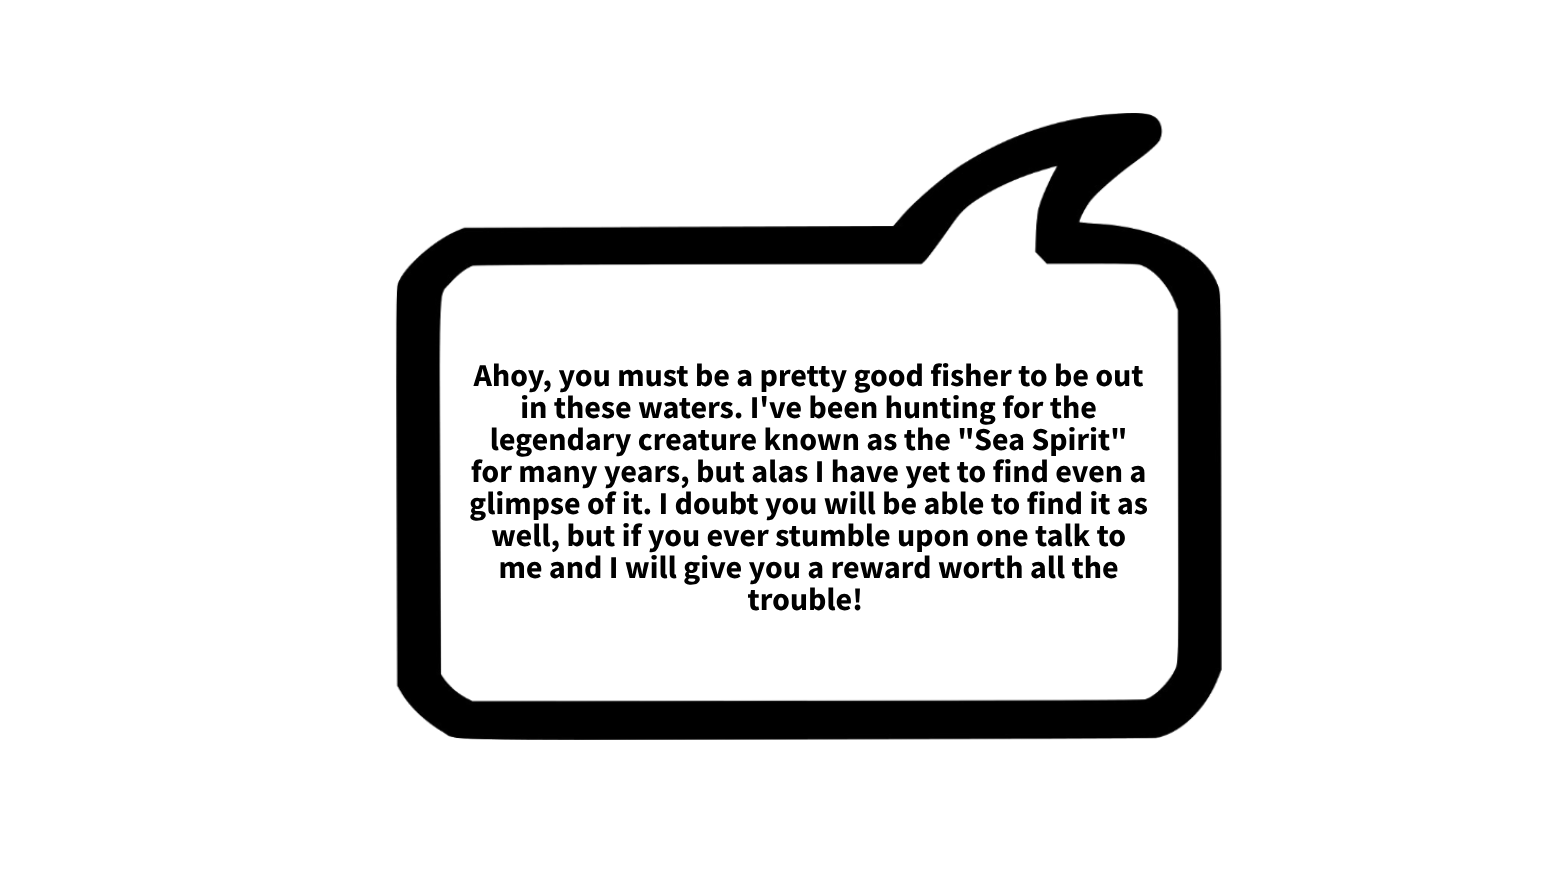 Ahoy, you must be a pretty good fisher to be out
in these waters. I've been hunting for the
legendary creature known as the "Sea Spirit"
for many years, but alas I have yet to find even a
glimpse of it. I doubt you will be able to find it as
well, but if you ever stumble upon one talk to
me and I will give you a reward worth all the
trouble!